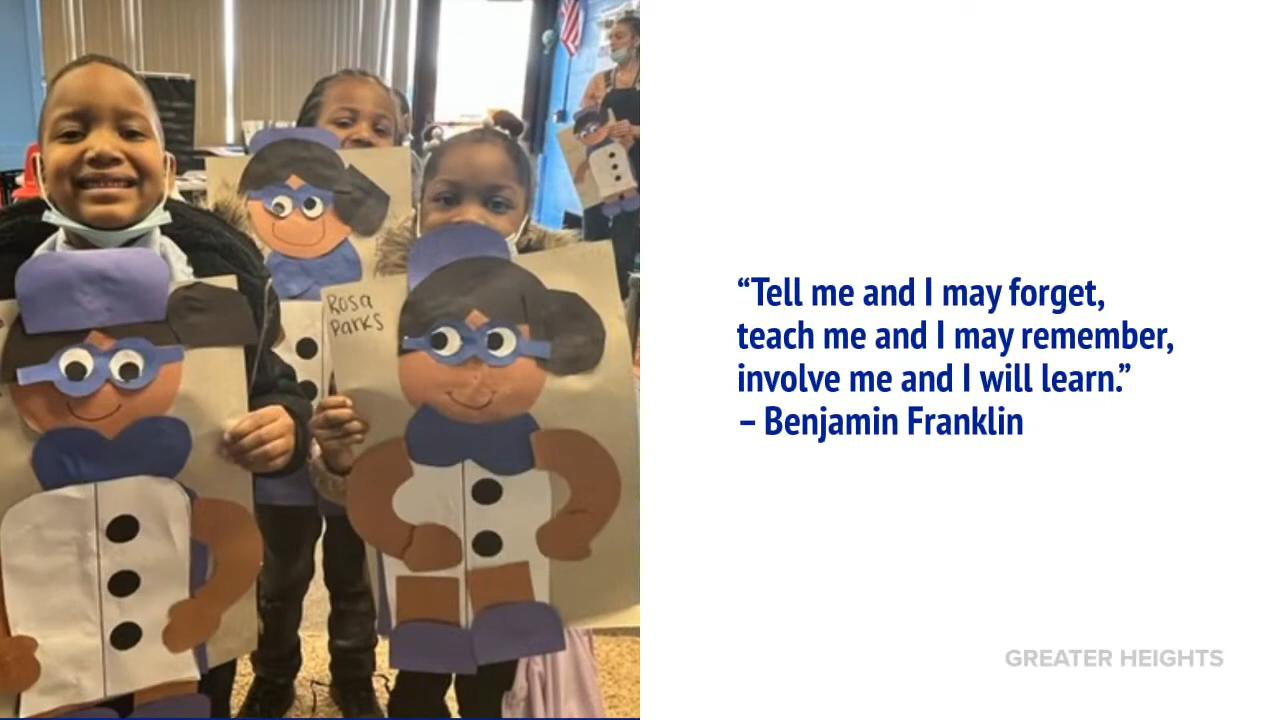 Rosa
Parks
“Tell me and I may forget,
teach me and I may remember,
involve me and I will learn.”
– Benjamin Franklin
GREATER HEIGHTS